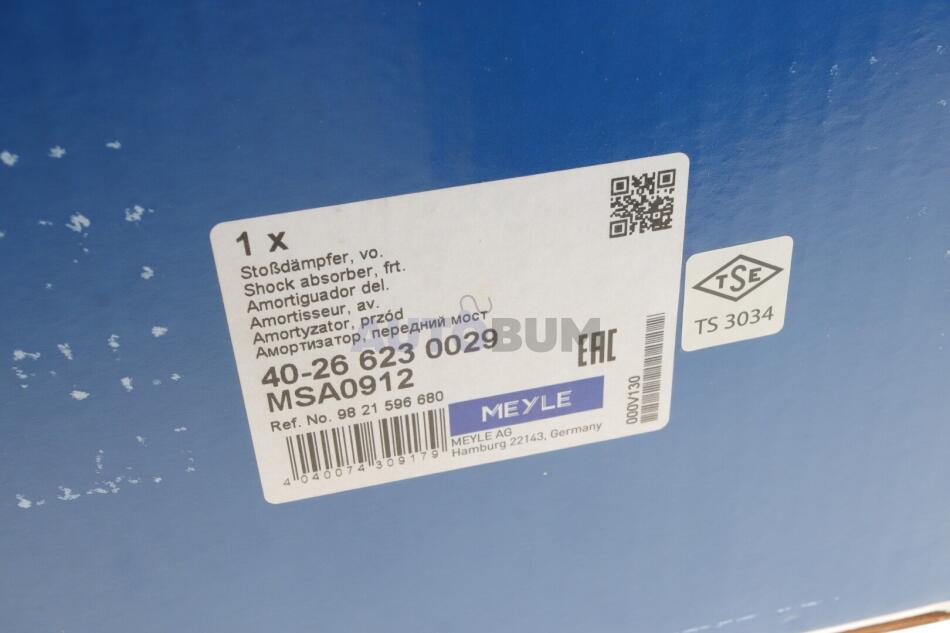 1 x
Stoßdämpfer, vo.
Shock absorber, frt.
Amortiguador del.
Amortisseur, av.
Amortyzator, przód
Амортизатор, передний мост
AUTOBUM
40-26 623 0029
MSA0912
EAC
Ref. No. 98 21 596 680
MEYLE
MEYLE AG
Hamburg 22143, Germany
4 040074 309179
000V130
TSE
TS 3034